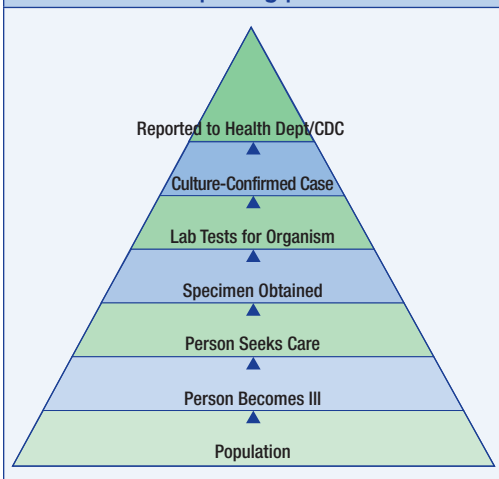 Reported to Health Dept/CDC
Culture-Confirmed Case
Lab Tests for Organism
Specimen Obtained
Person Seeks Care
Person Becomes Ill
Population